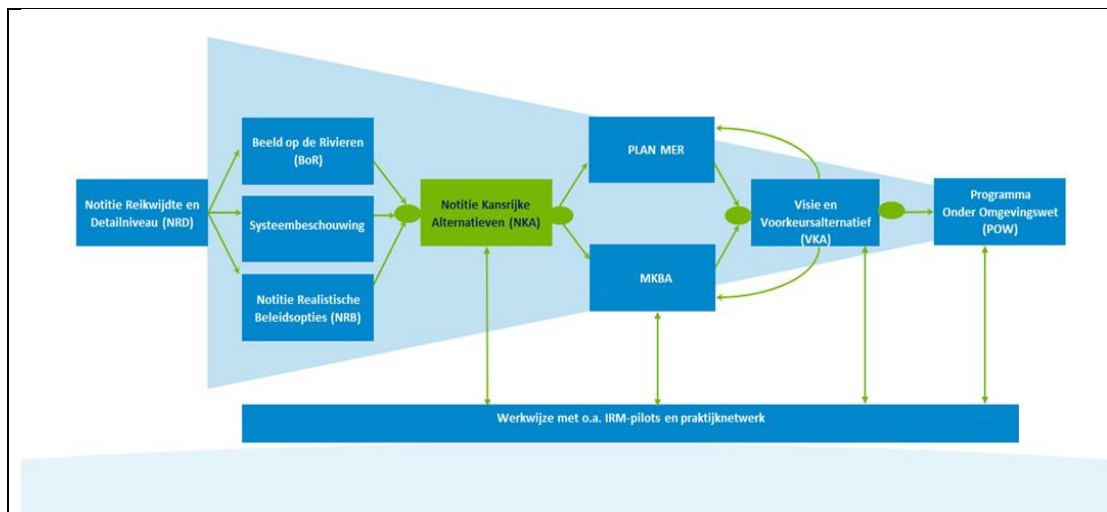 Notitie Reikwijdte en
Detailniveau (NRD)
Beeld op de Rivieren
(BoR)
Systeembeschouwing
Notitie Realistische
Beleidsopties (NRB)
Notitie Kansrijke
Alternatieven (NKA)
PLAN MER
MKBA
Visie en
Voorkeursalternatief
(VKA)
Programma
Onder Omgevingswet
(POW)
Werkwijze met o.a. IRM-pilots en praktijknetwerk